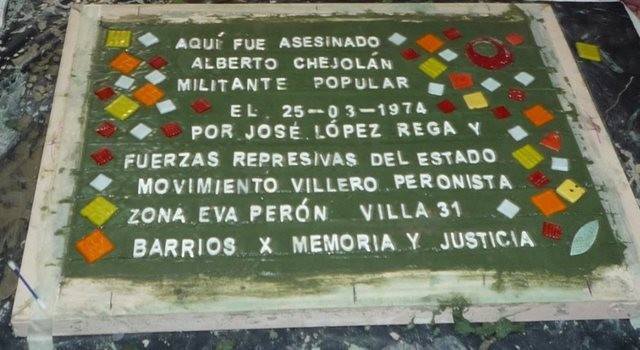 AQUÍ FUE ASESINADO
ALBERTO CHEJOLÁN
MILITANTE POPULAR
EL 25-03-1974
POR JOSÉ LÓPEZ REGA Y
FUERZAS REPRESIVAS DEL ESTADO
MOVIMIENTO VILLERO PERONISTA
ZONA EVA PERÓN VILLA 31
BARRIOS X MEMORIA Y JUSTICIA